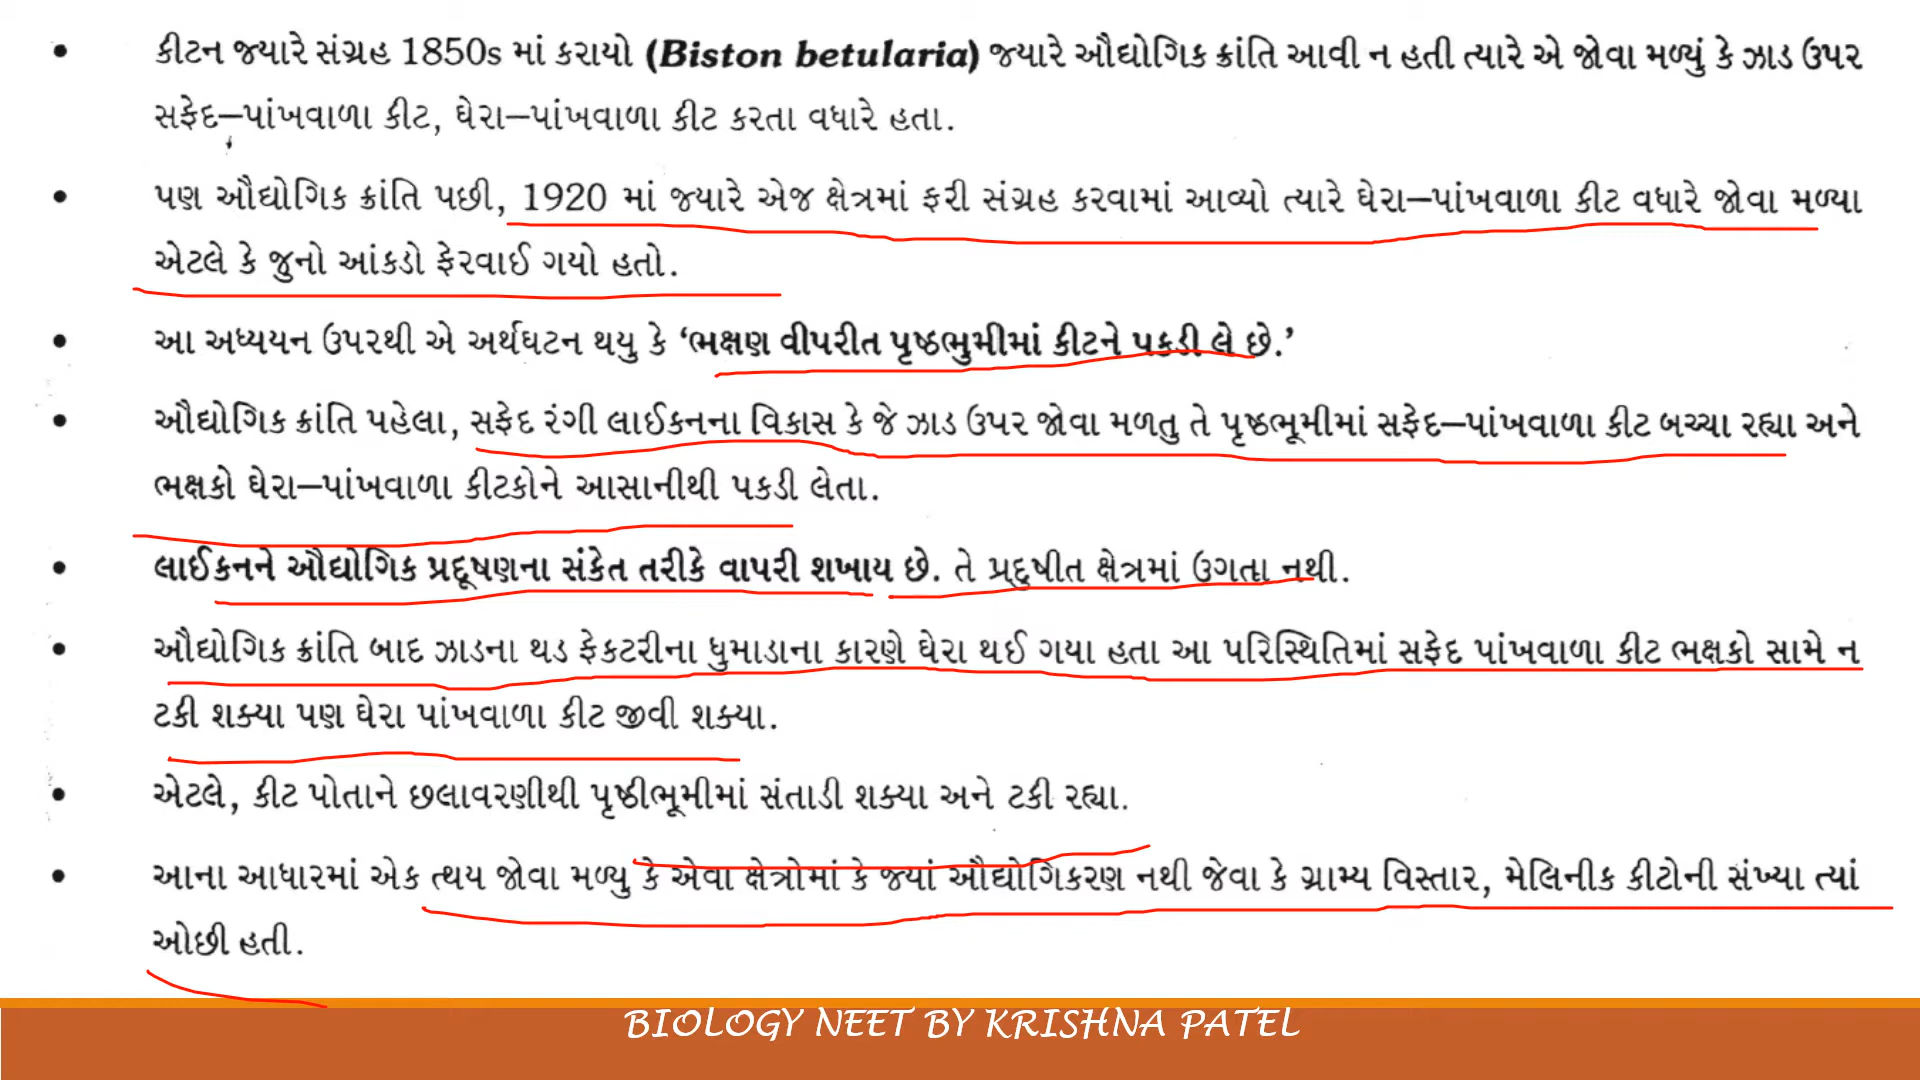 • કીટન જ્યારે સંગ્રહ 1850s માં કરાયો (Biston betularia) જ્યારે ઔદ્યોગિક ક્રાંતિ આવી ન હતી ત્યારે એ જોવા મળ્યું કે ઝાડ ઉપર
સફેદ–પાંખવાળા કીટ, ઘેરા–પાંખવાળા કીટ કરતા વધારે હતા.
• પણ ઔદ્યોગિક ક્રાંતિ પછી, 1920 માં જ્યારે એજ ક્ષેત્રમાં ફરી સંગ્રહ કરવામાં આવ્યો ત્યારે ઘેરા–પાંખવાળા કીટ વધારે જોવા મળ્યા
એટલે કે જુનો આંકડો ફેરવાઈ ગયો હતો.
• આ અધ્યયન ઉપરથી એ અર્થઘટન થયુ કે ‘ભક્ષણ વીપરીત પૃષ્ઠભુમીમાં કીટને પકડી લે છે.’
• ઔદ્યોગિક ક્રાંતિ પહેલા, સફેદ રંગી લાઈકનના વિકાસ કે જે ઝાડ ઉપર જોવા મળતુ તે પૃષ્ઠભૂમીમાં સફેદ–પાંખવાળા કીટ બચ્ચા રહ્યા અને
ભક્ષકો ઘેરા–પાંખવાળા કીટકોને આસાનીથી પકડી લેતા.
• લાઈકનને ઔદ્યોગિક પ્રદૂષણના સંકેત તરીકે વાપરી શખાય છે. તે પ્રદુષીત ક્ષેત્રમાં ઉગતા નથી.
• ઔદ્યોગિક ક્રાંતિ બાદ ઝાડના થડ ફેકટરીના ધુમાડાના કારણે ઘેરા થઈ ગયા હતા આ પરિસ્થિતિમાં સફેદ પાંખવાળા કીટ ભક્ષકો સામે ન
ટકી શક્યા પણ ઘેરા પાંખવાળા કીટ જીવી શક્યા.
• એટલે, કીટ પોતાને છલાવરણીથી પૃષ્ઠીભૂમીમાં સંતાડી શક્યા અને ટકી રહ્યા.
• આના આધારમાં એક ત્થય જોવા મળ્યુ કે એવા ક્ષેત્રોમાં કે જ્યાં ઔદ્યોગિકરણ નથી જેવા કે ગ્રામ્ય વિસ્તાર, મેલિનીક કીટોની સંખ્યા ત્યાં
ઓછી હતી.
BIOLOGY NEET BY KRISHNA PATEL